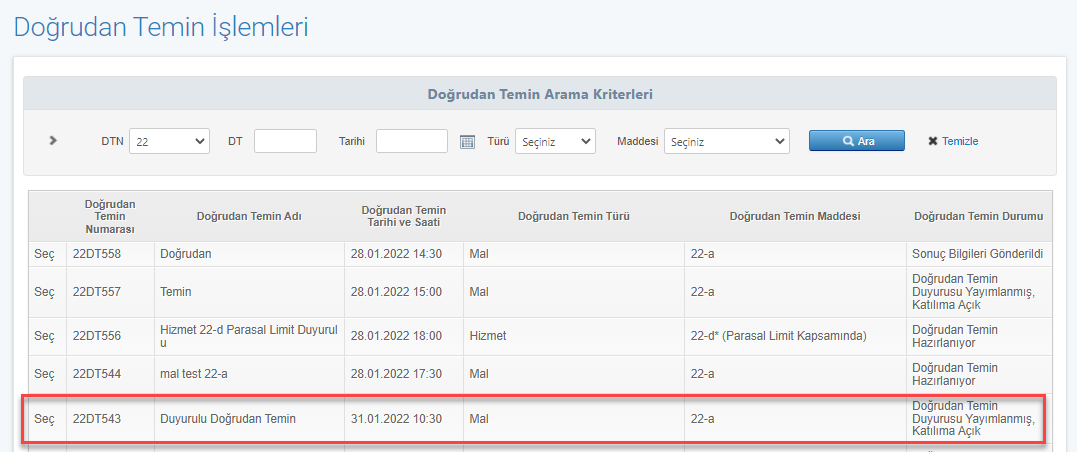 Doğrudan Temin İşlemleri
Doğrudan Temin Arama Kriterleri
DTN 22 DT Tarihi Türü Seçiniz Maddesi Seçiniz Ara Temizle
Doğrudan Temin Numarası Doğrudan Temin Adı Doğrudan Temin Tarihi ve Saati Doğrudan Temin Türü Doğrudan Temin Maddesi Doğrudan Temin Durumu
Seç 22DT558 Doğrudan 28.01.2022 14:30 Mal 22-a Sonuç Bilgileri Gönderildi
Seç 22DT557 Temin 28.01.2022 15:00 Mal 22-a Doğrudan Temin Duyurusu Yayımlanmış, Katılıma Açık
Seç 22DT556 Hizmet 22-d Parasal Limit Duyurul u 28.01.2022 18:00 Hizmet 22-d* (Parasal Limit Kapsamında) Doğrudan Temin Hazırlanıyor
Seç 22DT544 mal test 22-a 28.01.2022 17:30 Mal 22-a Doğrudan Temin Hazırlanıyor
Seç 22DT543 Duyurulu Doğrudan Temin 31.01.2022 10:30 Mal 22-a Doğrudan Temin Duyurusu Yayımlanmış, Katılıma Açık